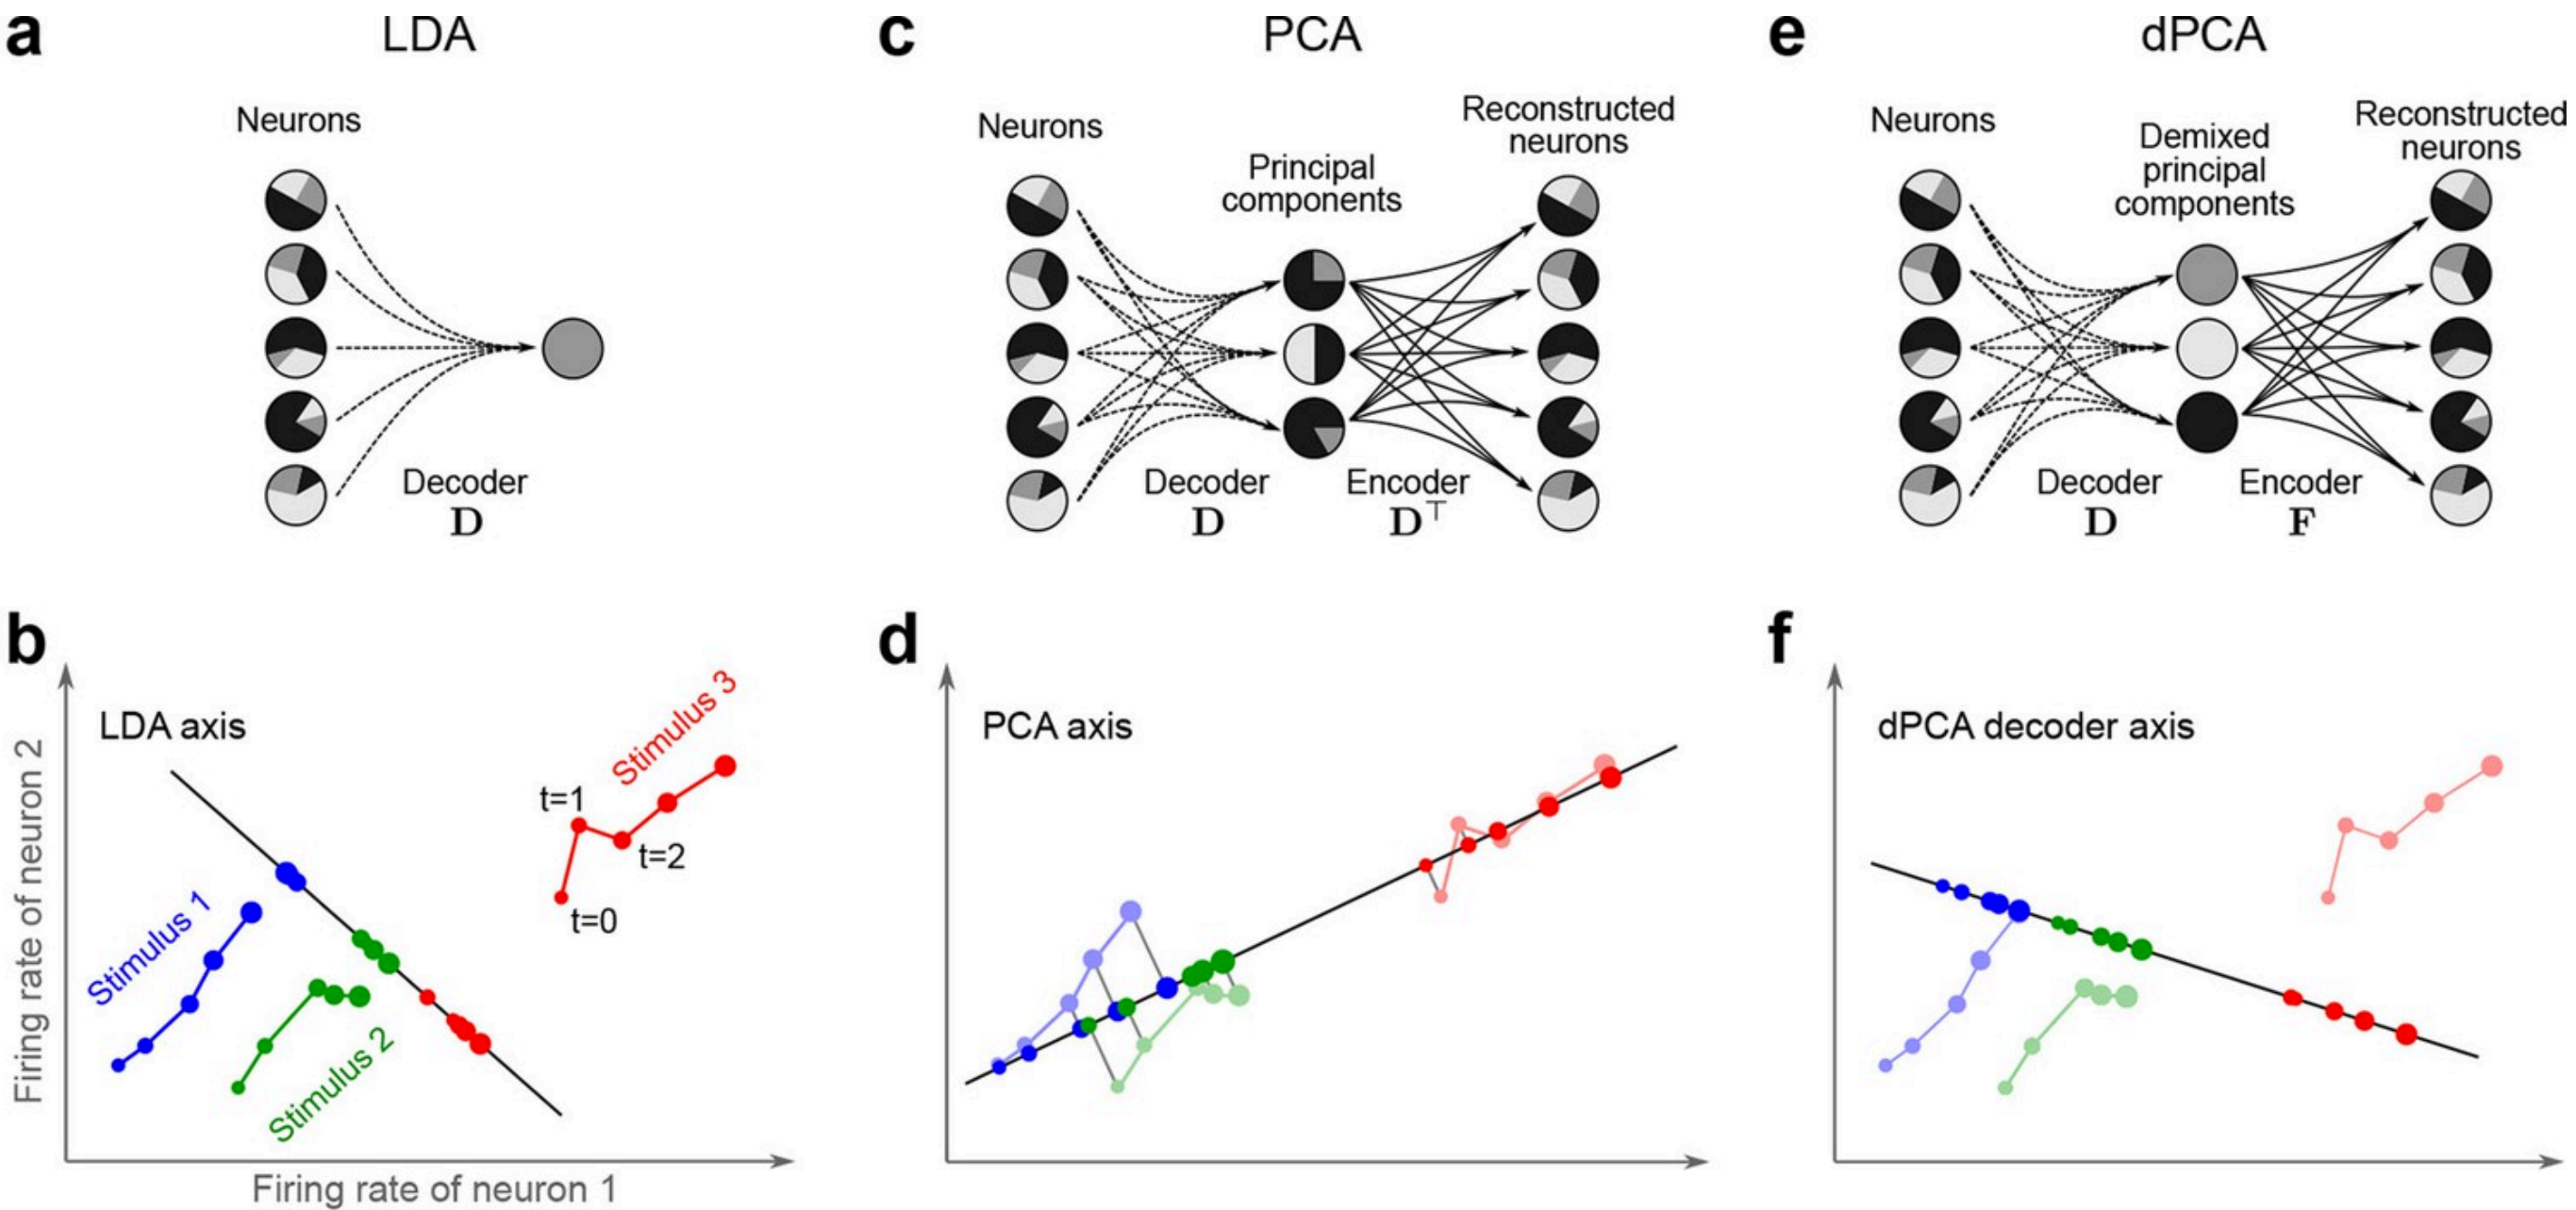 a
LDA
Neurons
Decoder
D
c
PCA
Neurons
Principal
components
Reconstructed
neurons
Decoder
D
Encoder
D⊤
e
dPCA
Neurons
Demixed
principal
components
Reconstructed
neurons
Decoder
D
Encoder
F
b
LDA axis
Stimulus 1
Stimulus 2
Stimulus 3
t=1
t=2
t=0
Firing rate of neuron 2
Firing rate of neuron 1
d
PCA axis
f
dPCA decoder axis